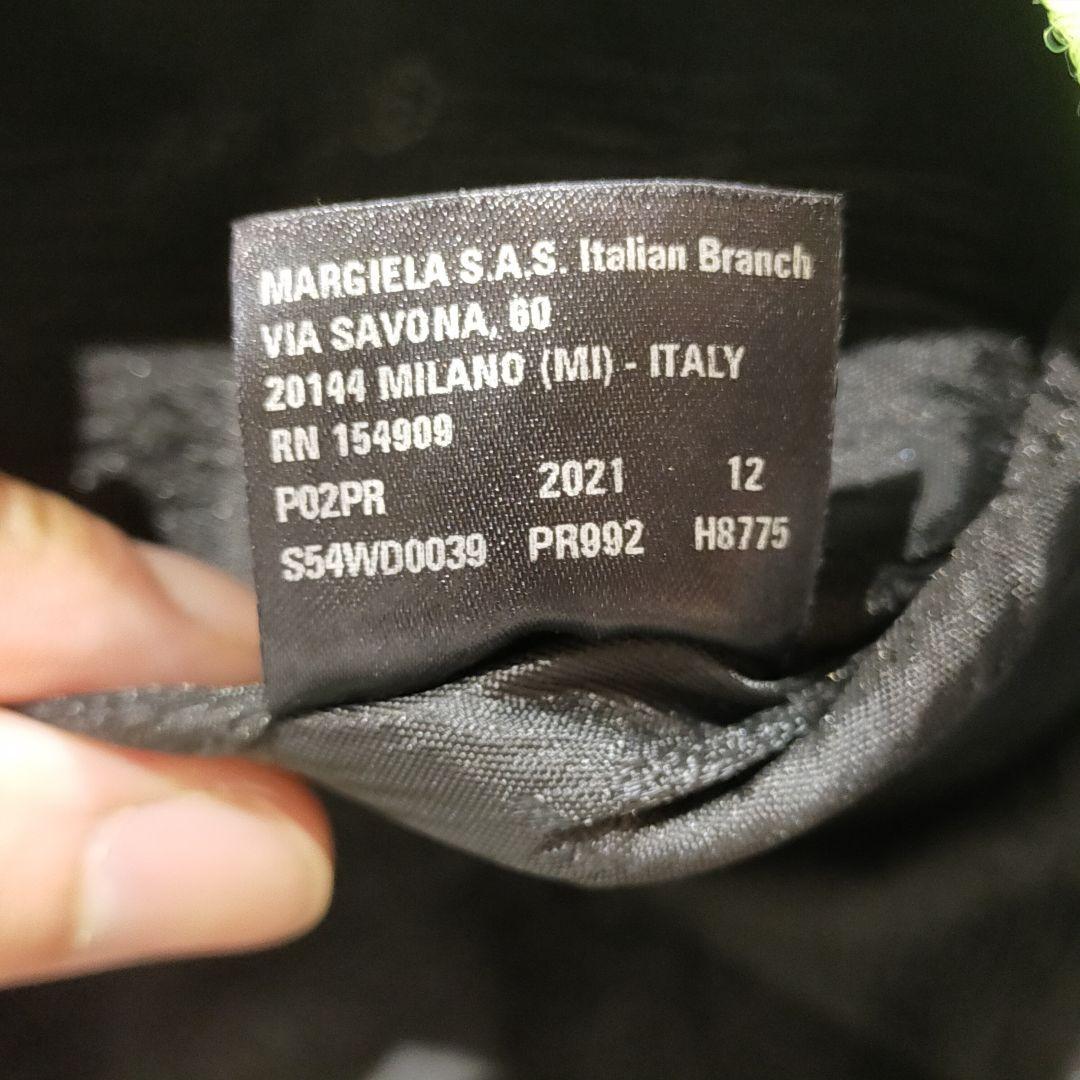 MARGIELA S.A.S. Italian Branch
VIA SAVONA, 60
20144 MILANO (MI) - ITALY
RN 154909
P02PR 2021 12
S54WD0039 PR992 H8775